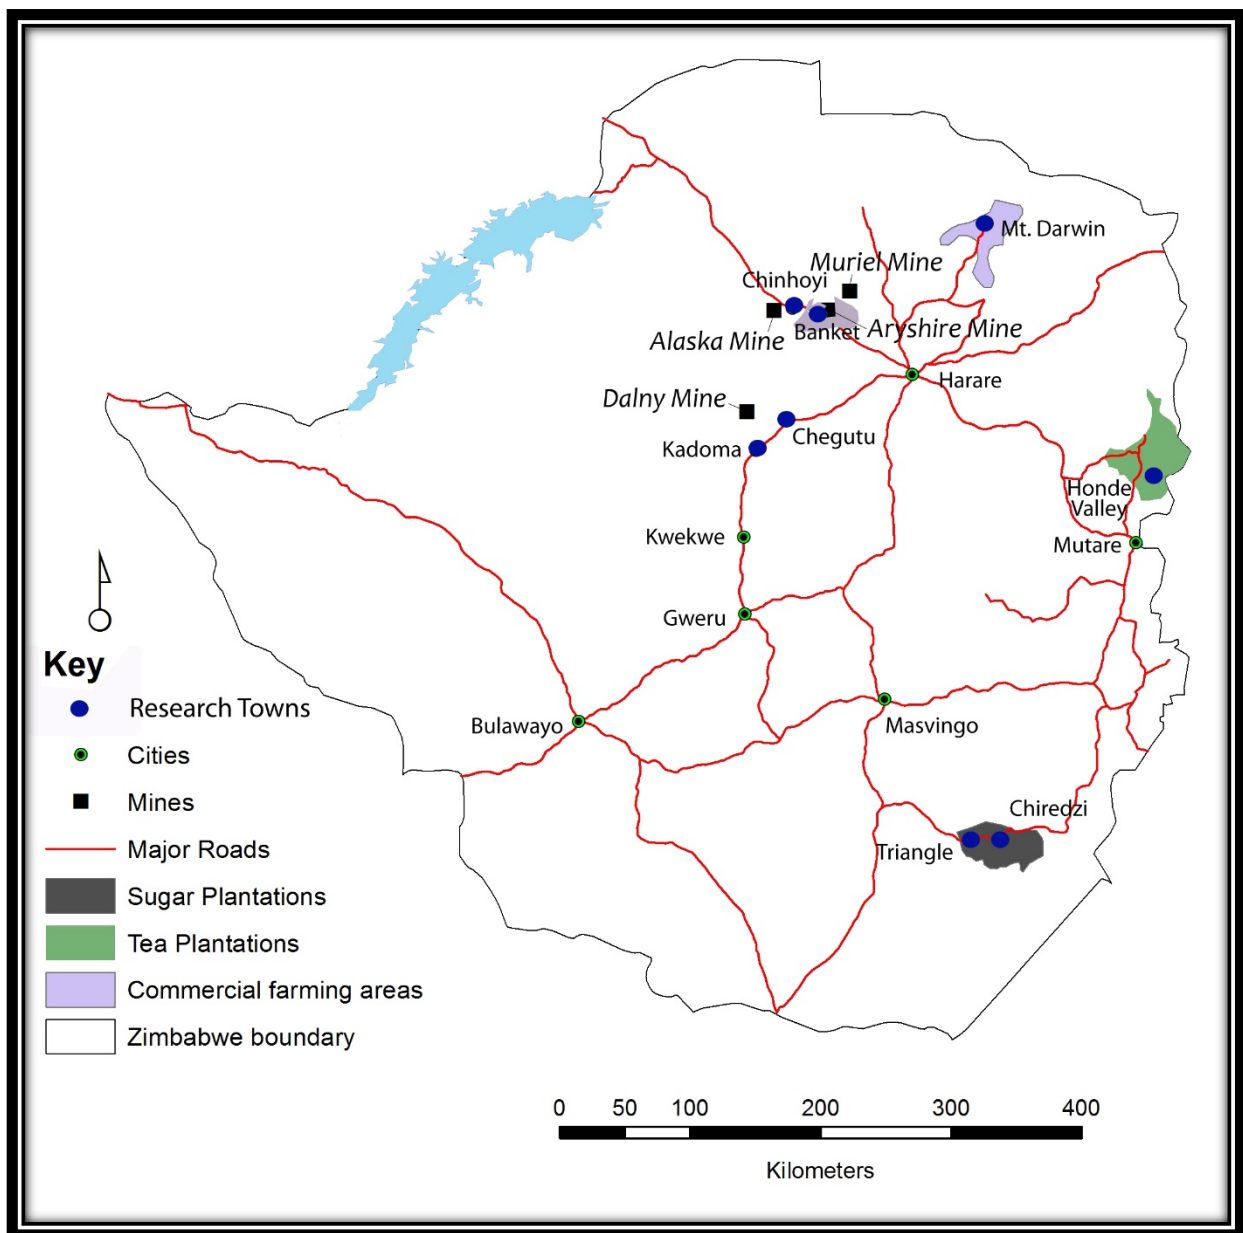 Mt. Darwin
Muriel Mine
Chinhoyi
Banket
Aryshire Mine
Alaska Mine
Harare
Dalny Mine
Chegutu
Kadoma
Honde
Valley
Kwekwe
Mutare
Gweru
Bulawayo
Masvingo
Chiredzi
Triangle
Key
Research Towns
Cities
Mines
Major Roads
Sugar Plantations
Tea Plantations
Commercial farming areas
Zimbabwe boundary
0 50 100 200 300 400
Kilometers